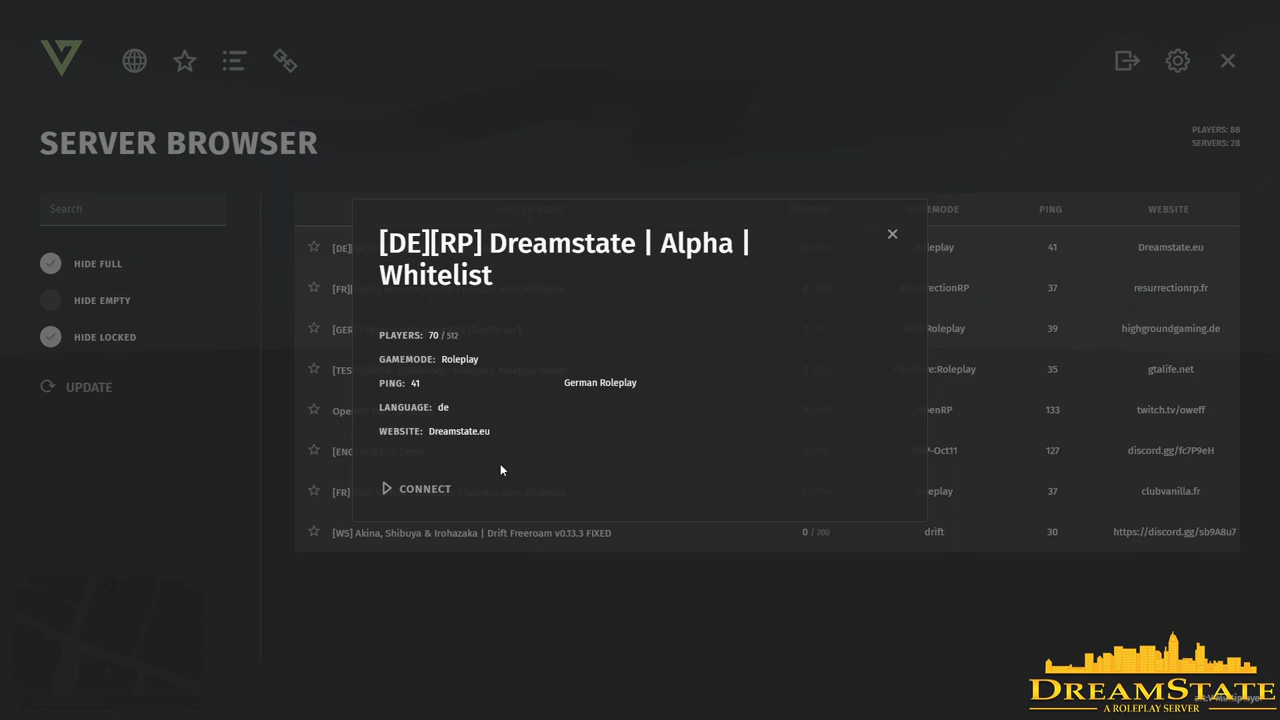 SERVER BROWSER
PLAYERS: 88
SERVERS: 28
Search
HIDE FULL
HIDE EMPTY
HIDE LOCKED
UPDATE
PING WEBSITE
[DE][RP] Dreamstate | Alpha |
Whitelist
PLAYERS: 70 / 512
GAMEMODE: Roleplay
PING: 41
LANGUAGE: de
WEBSITE: Dreamstate.eu
German Roleplay
CONNECT
41 Dreamstate.eu
37 resurrectionrp.fr
39 highgroundgaming.de
35 gtalife.net
133 twitch.tv/oweff
127 discord.gg/fc7P9eH
37 clubvanilla.fr
[WS] Akina, Shibuya & Irohazaka | Drift Freeroam v0.13.3 FIXED 0 / 200 drift 30 https://discord.gg/sb9A8u7
DREAMSTATE
A ROLEPLAY SERVER